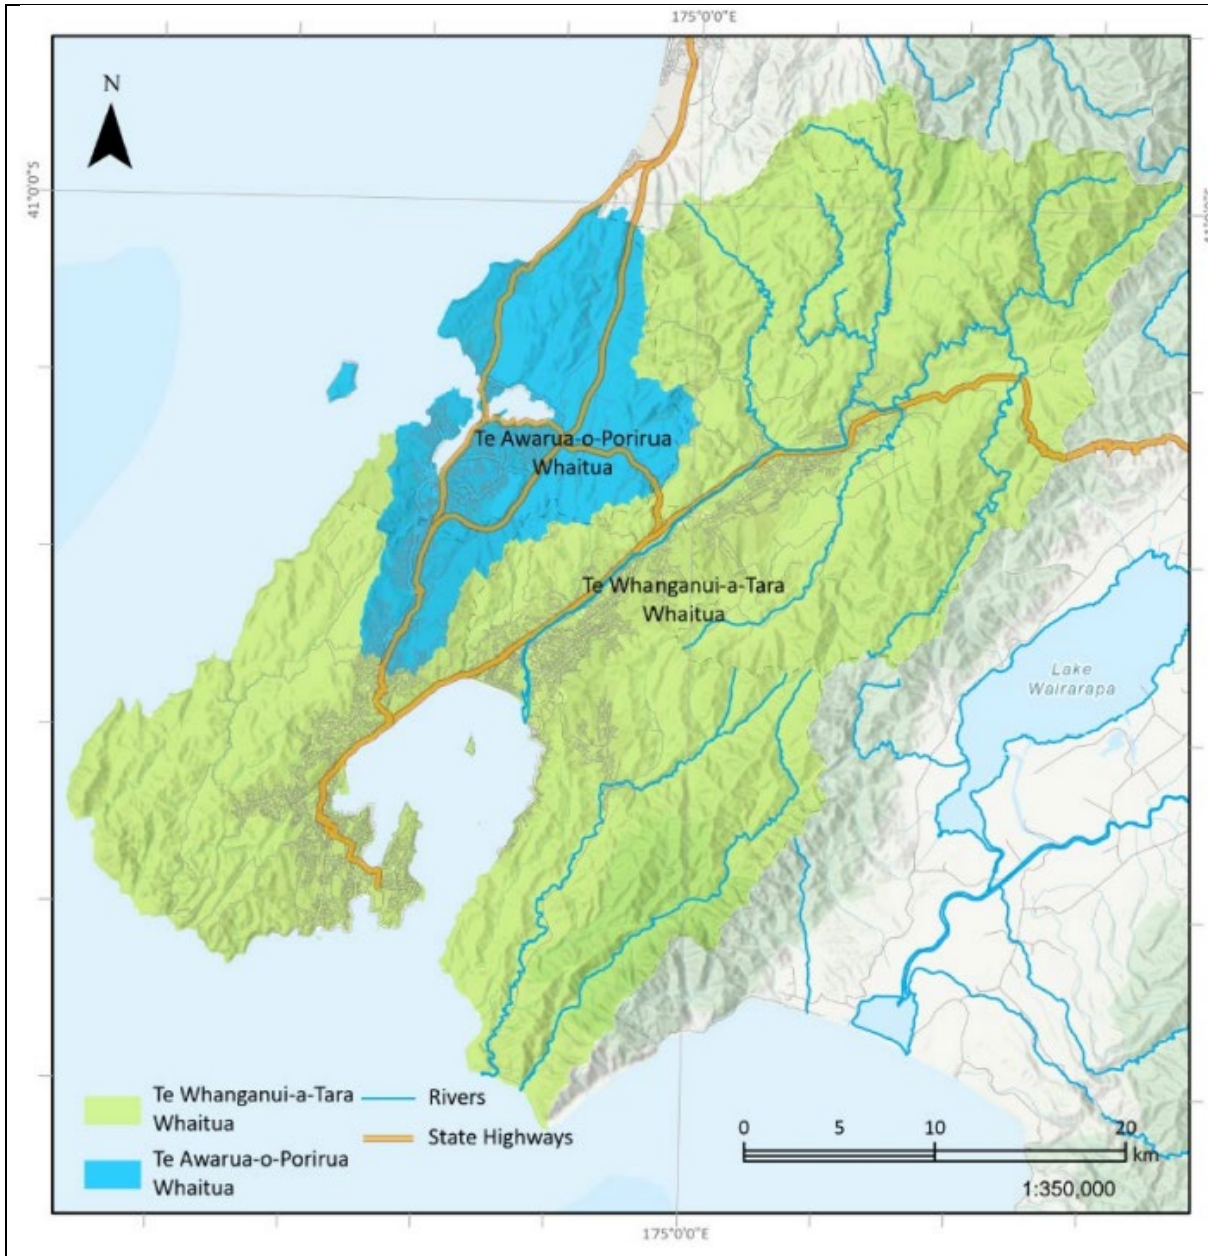 175°0'0"E
N
41°0'0"S
Te Awarua-o-Porirua
Whaitua
Te Whanganui-a-Tara
Whaitua
Lake
Wairarapa
Te Whanganui-a-Tara
Whaitua
Rivers
State Highways
Te Awarua-o-Porirua
Whaitua
0 5 10 20
km
1:350,000
175°0'0"E